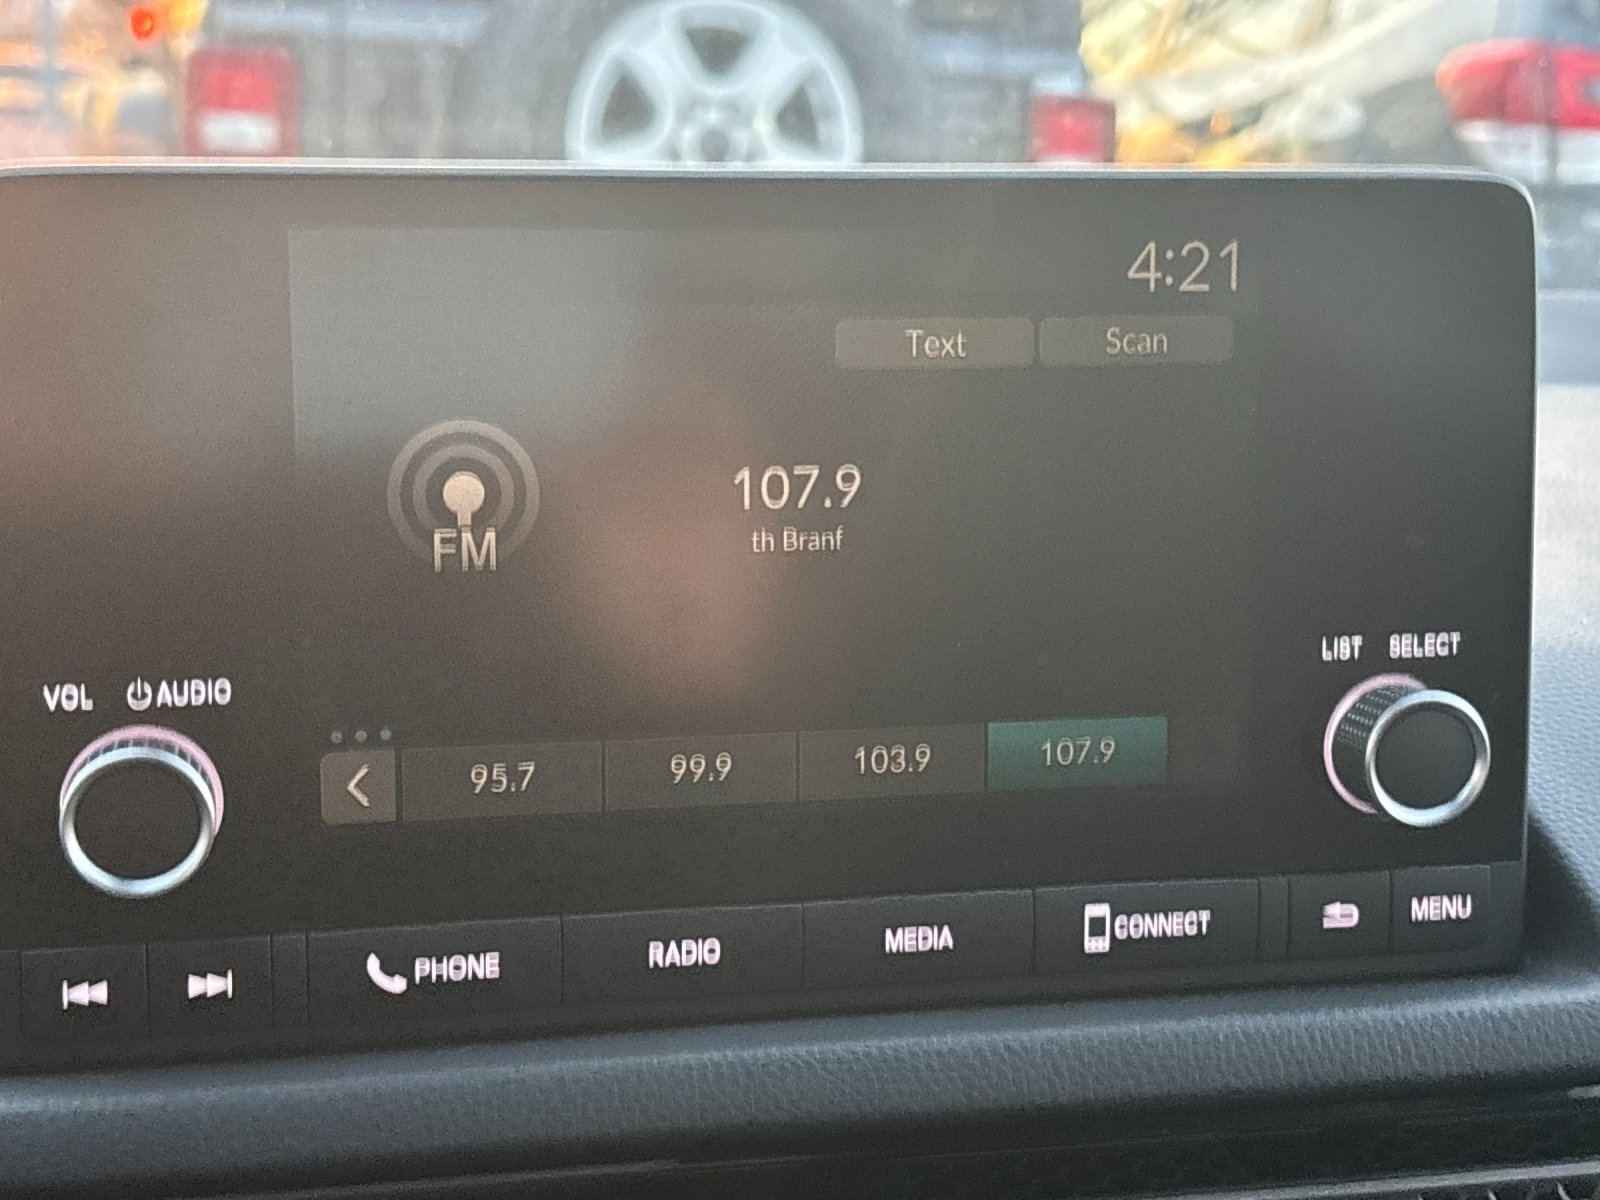 4:21
Text Scan
107.9
th Branf
FM
LIST SELECT
VOL AUDIO
95.7 99.9 103.9 107.9
PHONE RADIO MEDIA CONNECT MENU